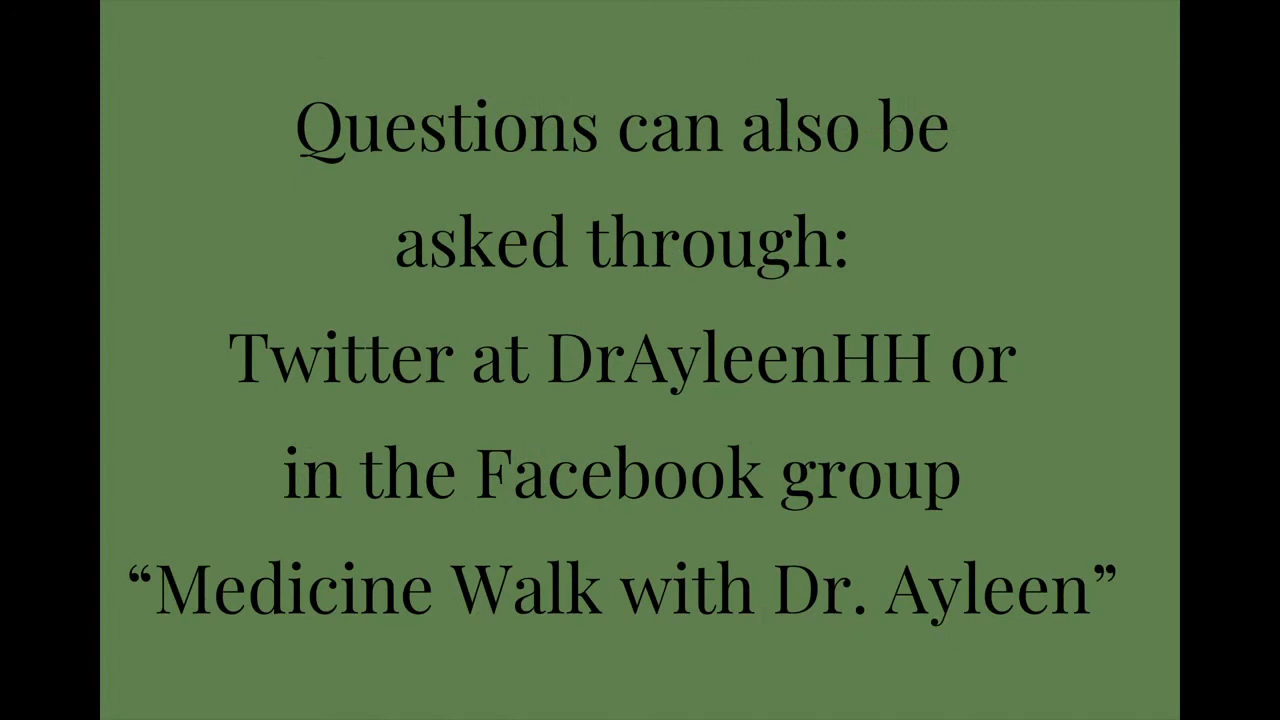 Questions can also be
asked through:
Twitter at DrAyleenHH or
in the Facebook group
“Medicine Walk with Dr. Ayleen”